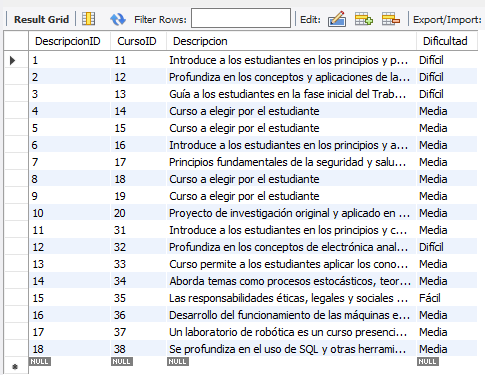 Result Grid Filter Rows: Edit: Export/Import:
DescripcionID CursoID Descripcion Dificultad
1 11 Introduce a los estudiantes en los principios y p... Difícil
2 12 Profundiza en los conceptos y aplicaciones de la... Difícil
3 13 Guía a los estudiantes en la fase inicial del Trab... Difícil
4 14 Curso a elegir por el estudiante Media
5 15 Curso a elegir por el estudiante Media
6 16 Introduce a los estudiantes en los principios y a... Media
7 17 Principios fundamentales de la seguridad y salu... Media
8 18 Curso a elegir por el estudiante Media
9 19 Curso a elegir por el estudiante Media
10 20 Proyecto de investigación original y aplicado en ... Media
11 31 Introduce a los estudiantes en los principios y c... Media
12 32 Profundiza en los conceptos de electrónica anal... Difícil
13 33 Curso permite a los estudiantes aplicar los cono... Media
14 34 Aborda temas como procesos estocásticos, teor... Media
15 35 Las responsabilidades éticas, legales y sociales ... Fácil
16 36 Desarrollo del funcionamiento de las máquinas e... Media
17 37 Un laboratorio de robótica es un curso presenci... Media
18 38 Se profundiza en el uso de SQL y otras herrami... Media
NULL NULL NULL NULL